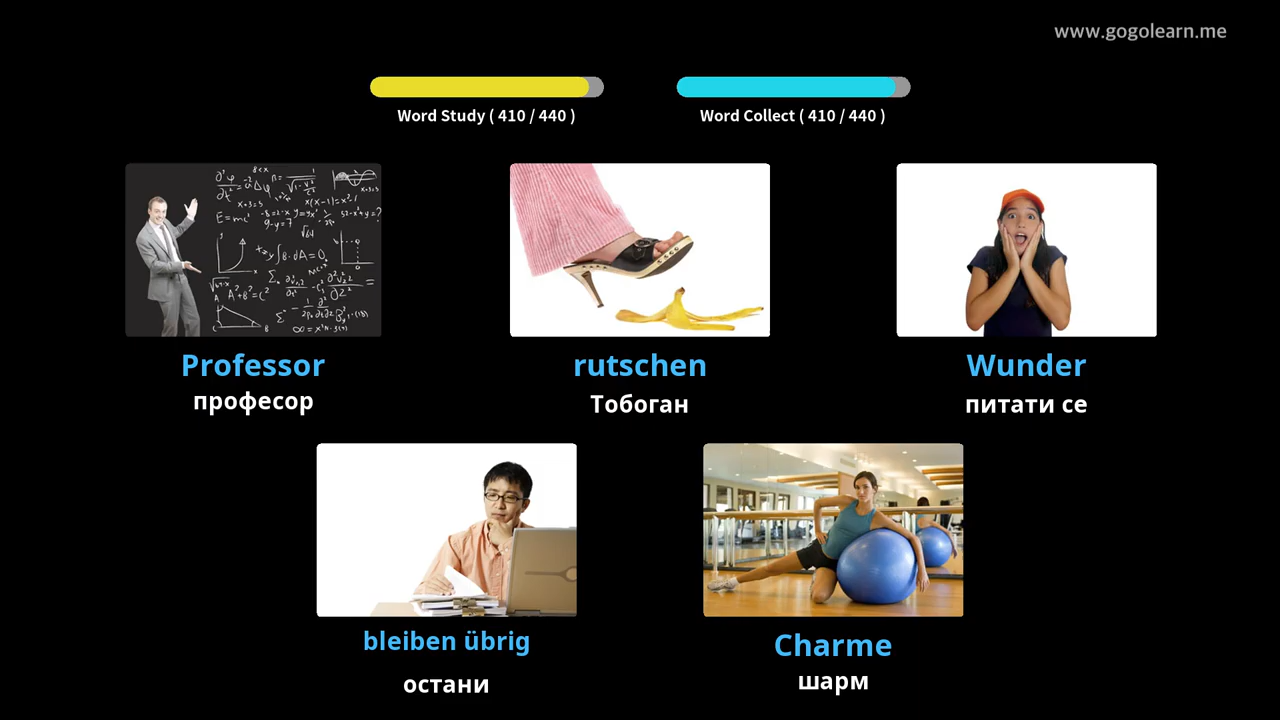 www.gogolearn.me
Word Study ( 410 / 440 )
Word Collect ( 410 / 440 )
Professor
професор
rutschen
Тобоган
Wunder
питати се
bleiben übrig
остани
Charme
шарм